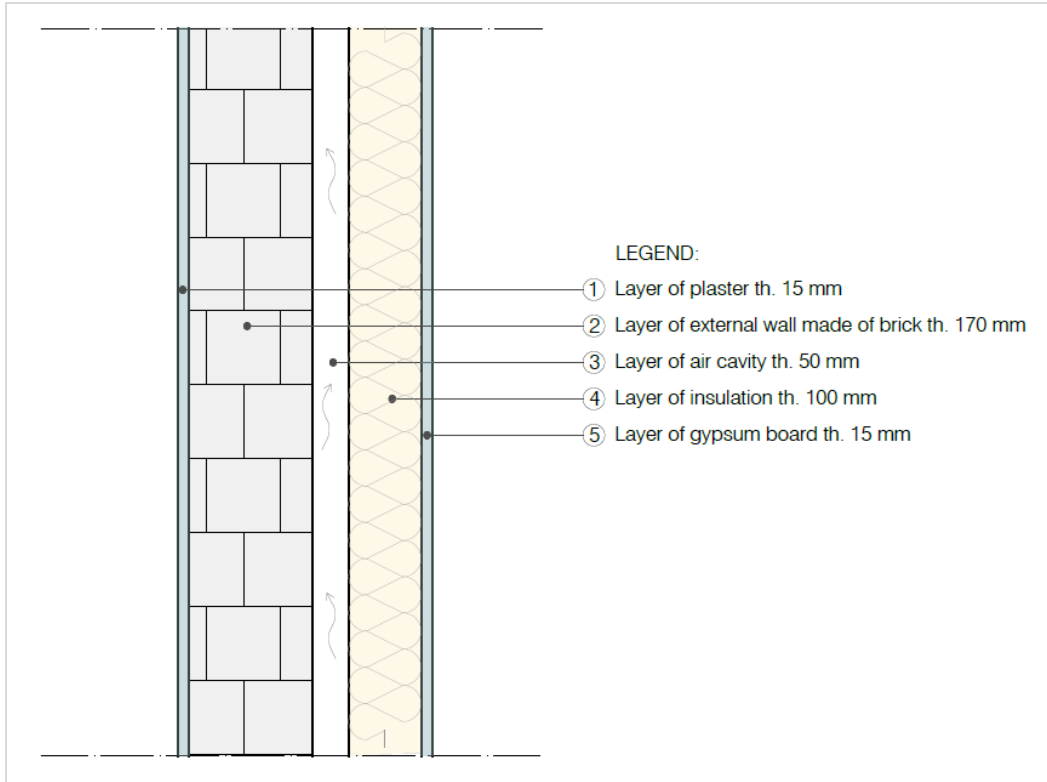 LEGEND:
1 Layer of plaster th. 15 mm
2 Layer of external wall made of brick th. 170 mm
3 Layer of air cavity th. 50 mm
4 Layer of insulation th. 100 mm
5 Layer of gypsum board th. 15 mm